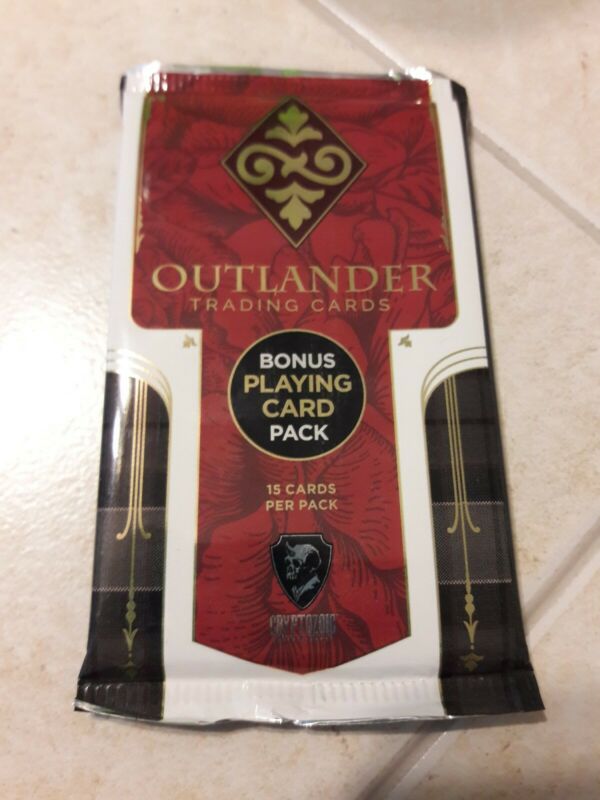 OUTLANDER
TRADING CARDS
BONUS
PLAYING
CARD
PACK
15 CARDS
PER PACK
CRYPTOZOIC